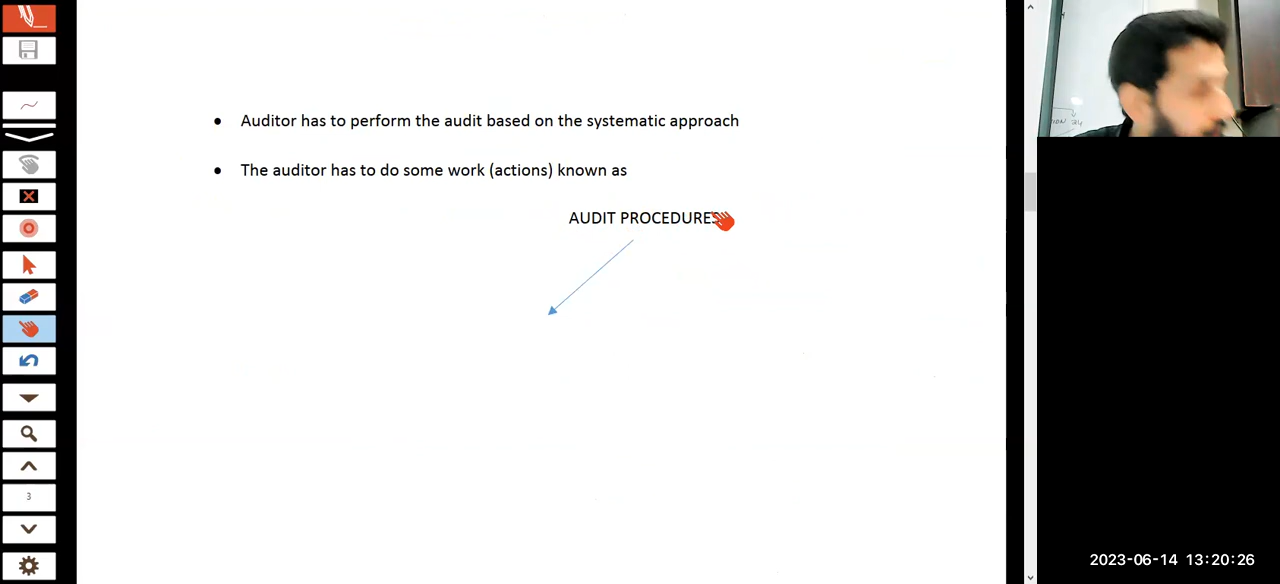 • Auditor has to perform the audit based on the systematic approach
• The auditor has to do some work (actions) known as
AUDIT PROCEDURES
3
2023-06-14 13:20:26